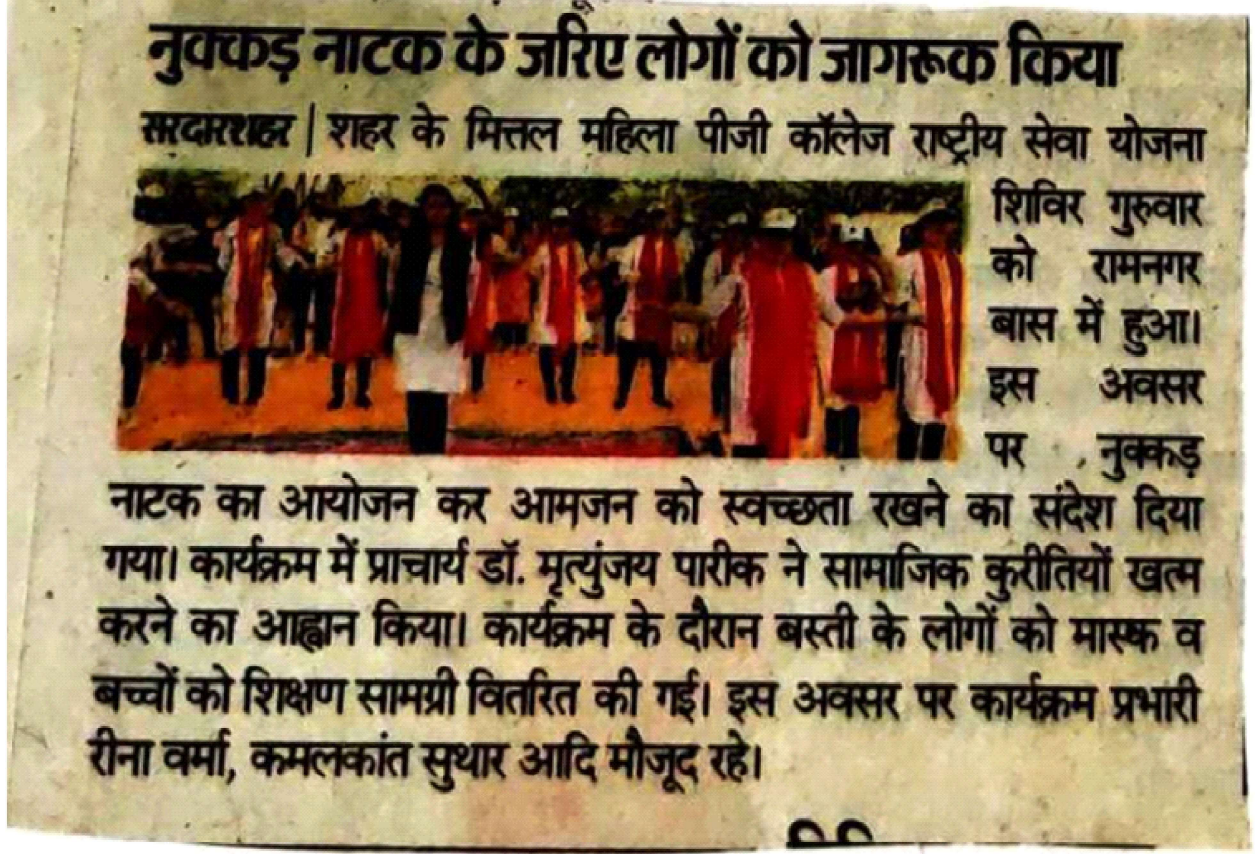 नुक्कड़ नाटक के जरिए लोगों को जागरूक किया
सरदारशहर | शहर के मित्तल महिला पीजी कॉलेज राष्ट्रीय सेवा योजना
शिविर गुरुवार
को रामनगर
बास में हुआ।
इस अवसर
पर नुक्कड़
नाटक का आयोजन कर आमजन को स्वच्छता रखने का संदेश दिया
गया। कार्यक्रम में प्राचार्य डॉ. मृत्युंजय पारीक ने सामाजिक कुरीतियों खत्म
करने का आह्वान किया। कार्यक्रम के दौरान बस्ती के लोगों को मास्क व
बच्चों को शिक्षण सामग्री वितरित की गई। इस अवसर पर कार्यक्रम प्रभारी
रीना वर्मा, कमलकांत सुथार आदि मौजूद रहे।